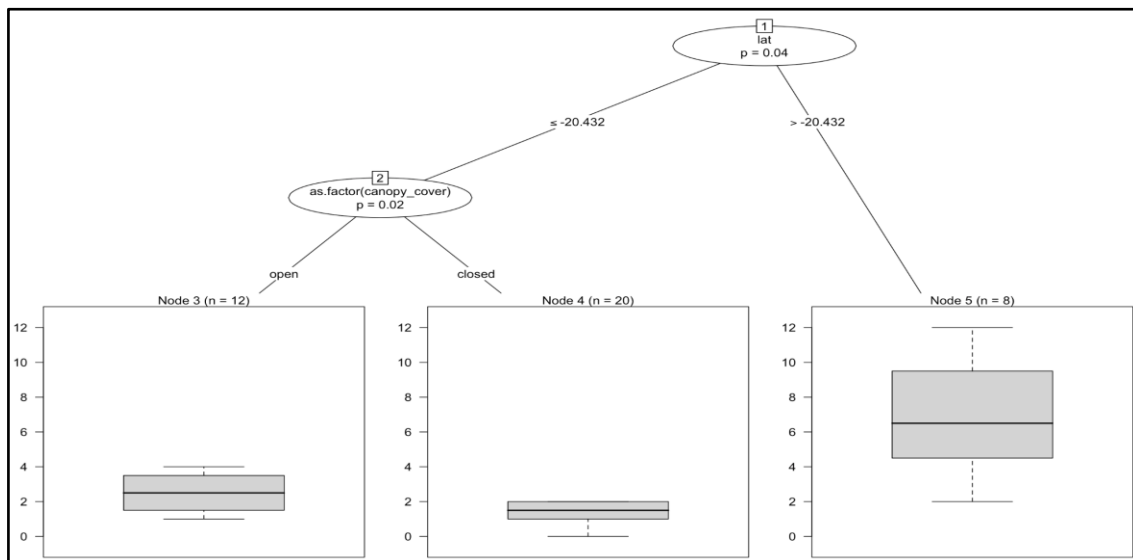 1
lat
p = 0.04
≤ -20.432
> -20.432
2
as.factor(canopy_cover)
p = 0.02
open
closed
Node 3 (n = 12)
12
10
8
6
4
2
0
Node 4 (n = 20)
12
10
8
6
4
2
0
Node 5 (n = 8)
12
10
8
6
4
2
0